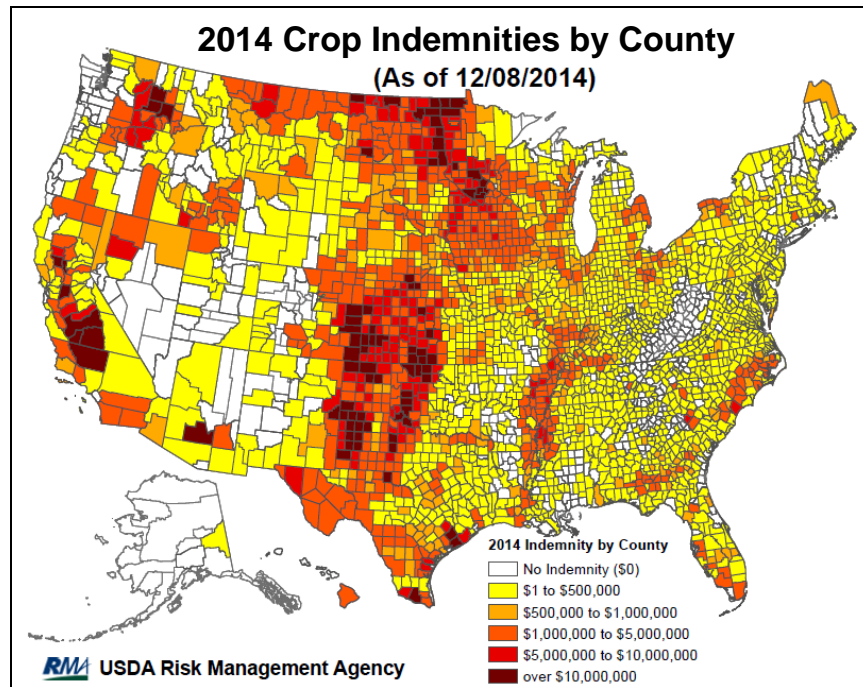 2014 Crop Indemnities by County
(As of 12/08/2014)
2014 Indemnity by County
No Indemnity ($0)
$1 to $500,000
$500,000 to $1,000,000
$1,000,000 to $5,000,000
$5,000,000 to $10,000,000
over $10,000,000
RMA USDA Risk Management Agency